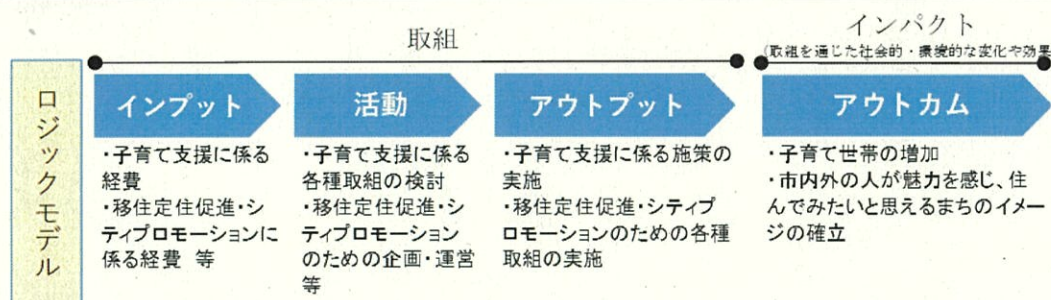 取組
インパクト
(取組を通じた社会的・環境的な変化や効果
ロジックモデル
インプット
・子育て支援に係る
経費
・移住定住促進・シ
ティプロモーションに
係る経費 等
活動
・子育て支援に係る
各種取組の検討
・移住定住促進・シ
ティプロモーション
のための企画・運営
等
アウトプット
・子育て支援に係る施策の
実施
・移住定住促進・シティプ
ロモーションのための各種
取組の実施
アウトカム
・子育て世帯の増加
・市内外の人が魅力を感じ、住
んでみたいと思えるまちのイメー
ジの確立